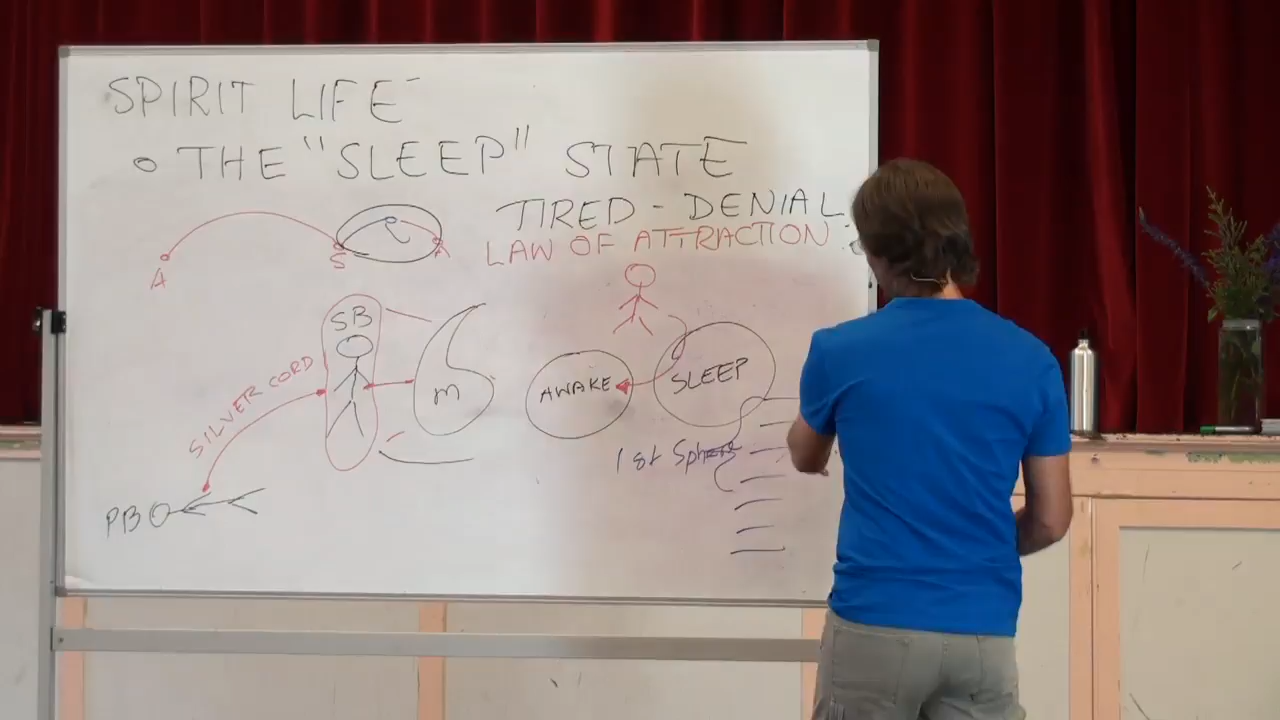 SPIRIT LIFE
THE "SLEEP" STATE
TIRED - DENIAL
LAW OF ATTRACTION
A
S
A
SB
M
SILVER CORD
AWAKE
SLEEP
1st Sphere
PB